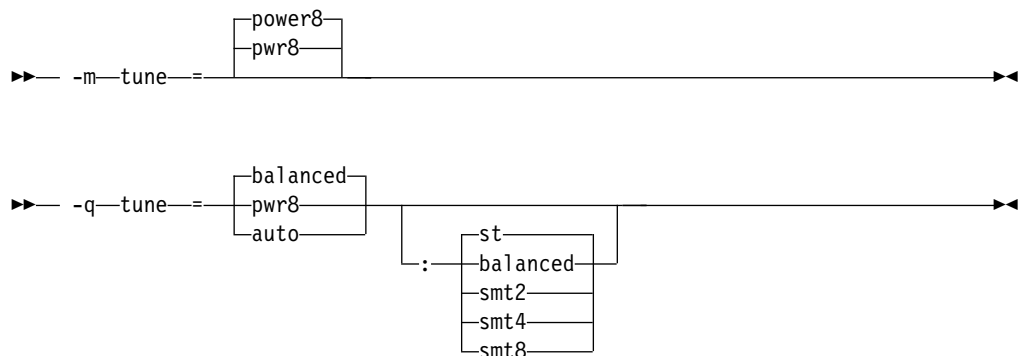 power8
pwr8
-m tune =
balanced
-q tune = pwr8
auto
st
: balanced
smt2
smt4
smt8